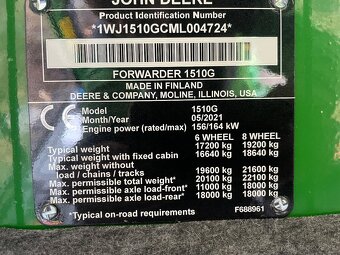 JOHN DEERE
Product Identification Number
*1WJ1510GCML004724*
FORWARDER 1510G
MADE IN FINLAND
DEERE & COMPANY, MOLINE, ILLINOIS, USA
CE Model 1510G
Month/Year 05/2021
Engine power (rated/max) 156/164 kW
6 WHEEL 8 WHEEL
Typical weight 17200 kg 19200 kg
Typical weight with fixed cabin 16640 kg 18640 kg
Max. weight without
load / chains / tracks 19600 kg 21600 kg
Max. permissible total weight* 20100 kg 22100 kg
Max. permissible axle load-front* 11000 kg 18000 kg
Max. permissible axle load-rear* 18000 kg 18000 kg
*Typical on-road requirements F688961